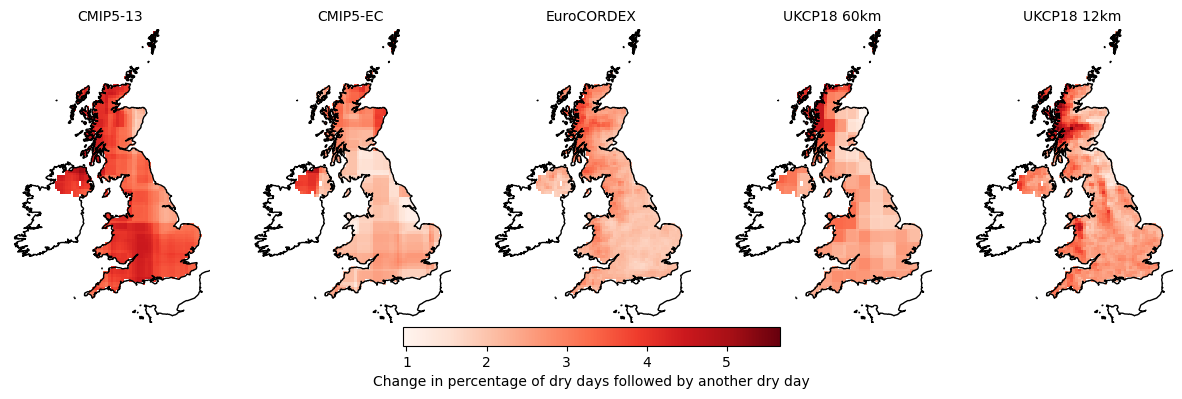 CMIP5-13
CMIP5-EC
EuroCORDEX
UKCP18 60km
UKCP18 12km
1 2 3 4 5
Change in percentage of dry days followed by another dry day